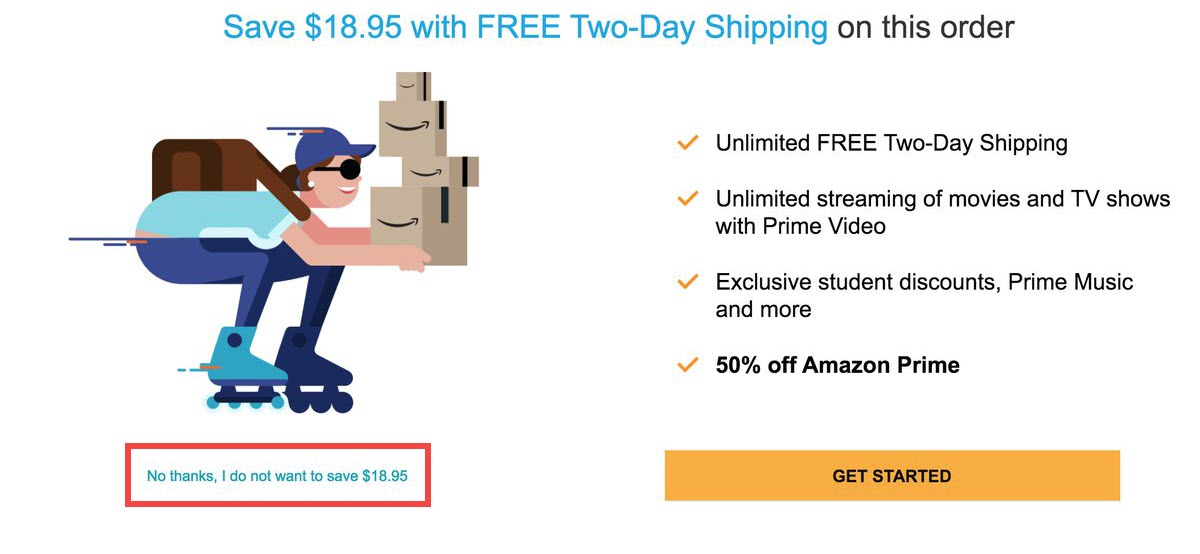 Save $18.95 with FREE Two-Day Shipping on this order
Unlimited FREE Two-Day Shipping
Unlimited streaming of movies and TV shows
with Prime Video
Exclusive student discounts, Prime Music
and more
50% off Amazon Prime
No thanks, I do not want to save $18.95
GET STARTED